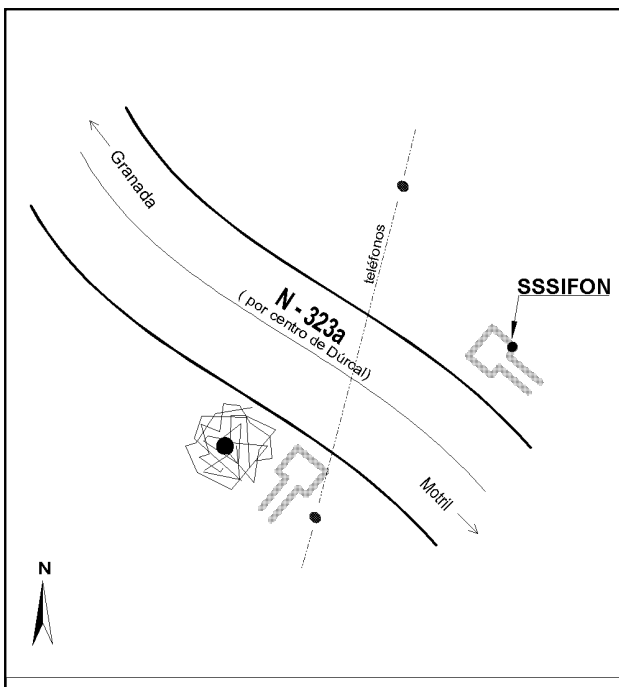 Granada
teléfonos
SSSIFON
N - 323a
( por centro de Dúrcal)
Motril
N